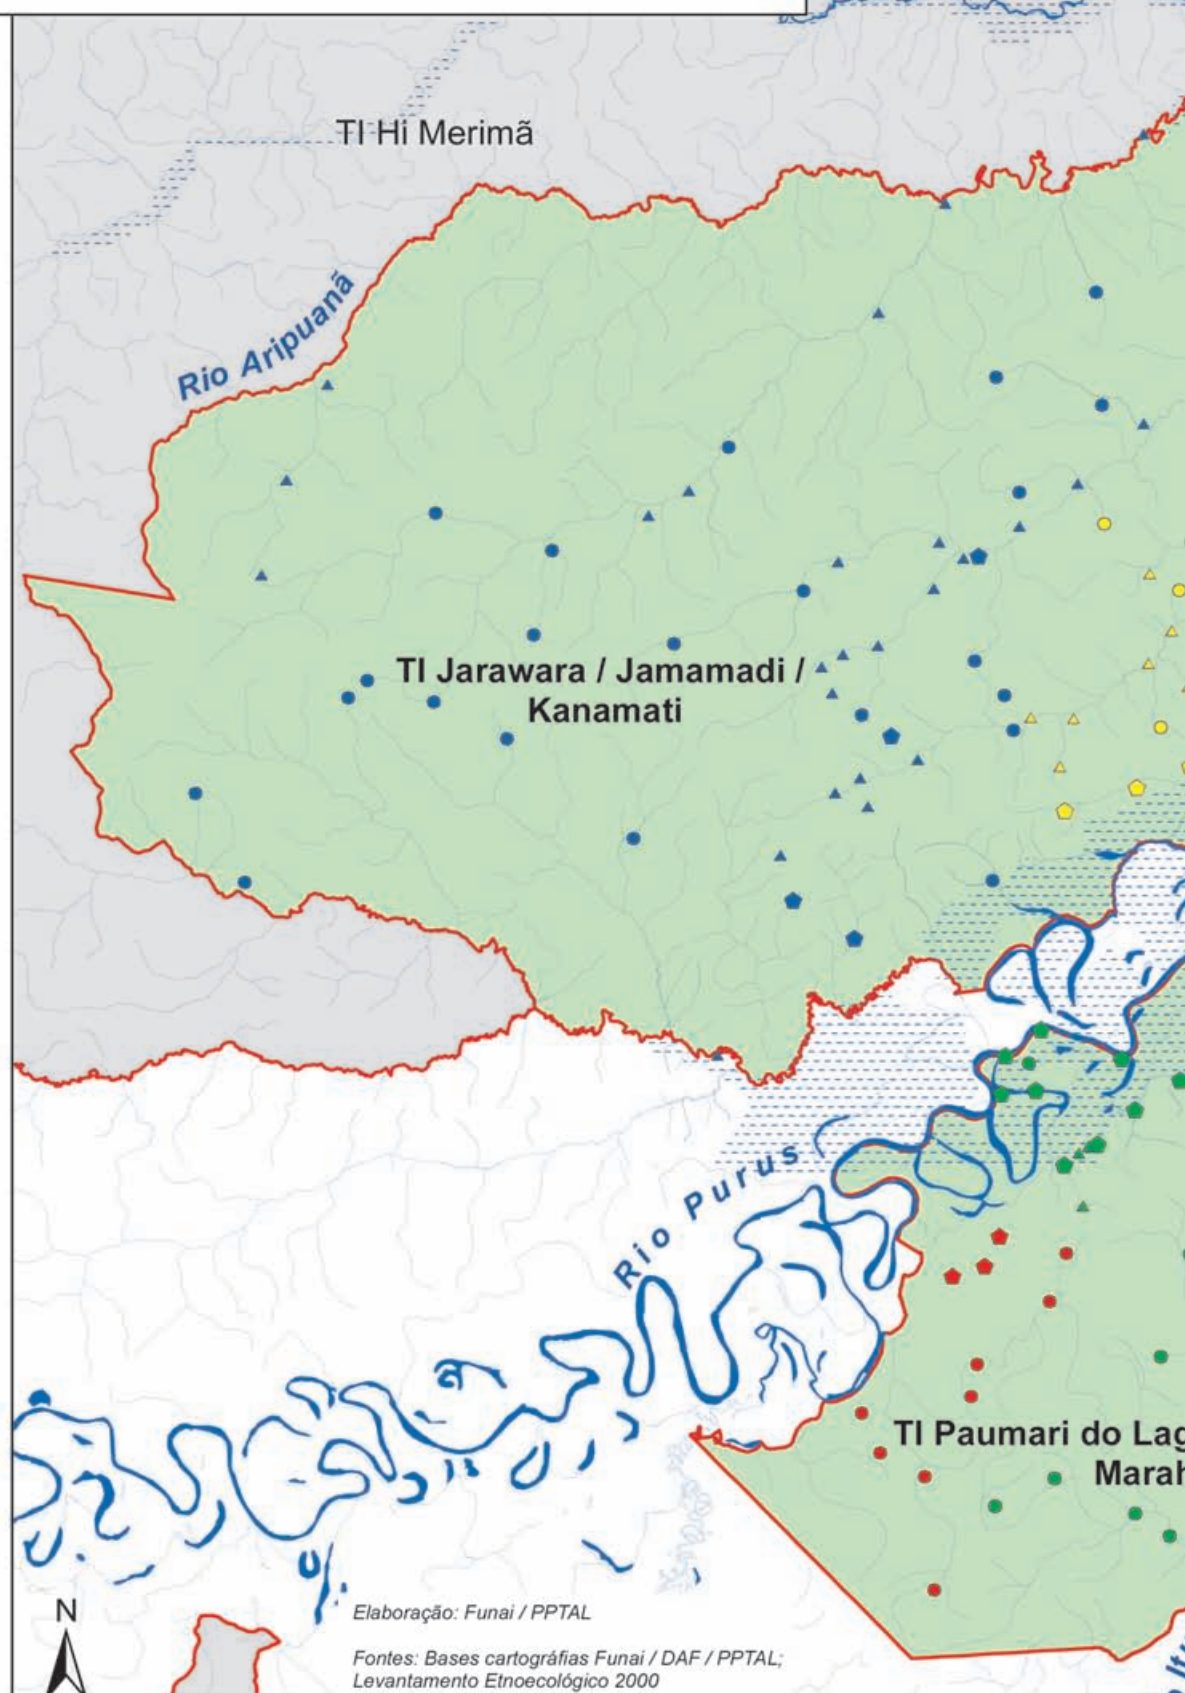 TI Hi Merimã
Rio Aripuanã
TI Jarawara / Jamamadi /
Kanamati
Rio Purus
TI Paumari do Lag
Marah
N
Elaboração: Funai / PPTAL
Fontes: Bases cartográfias Funai / DAF / PPTAL;
Levantamento Etnoecológico 2000